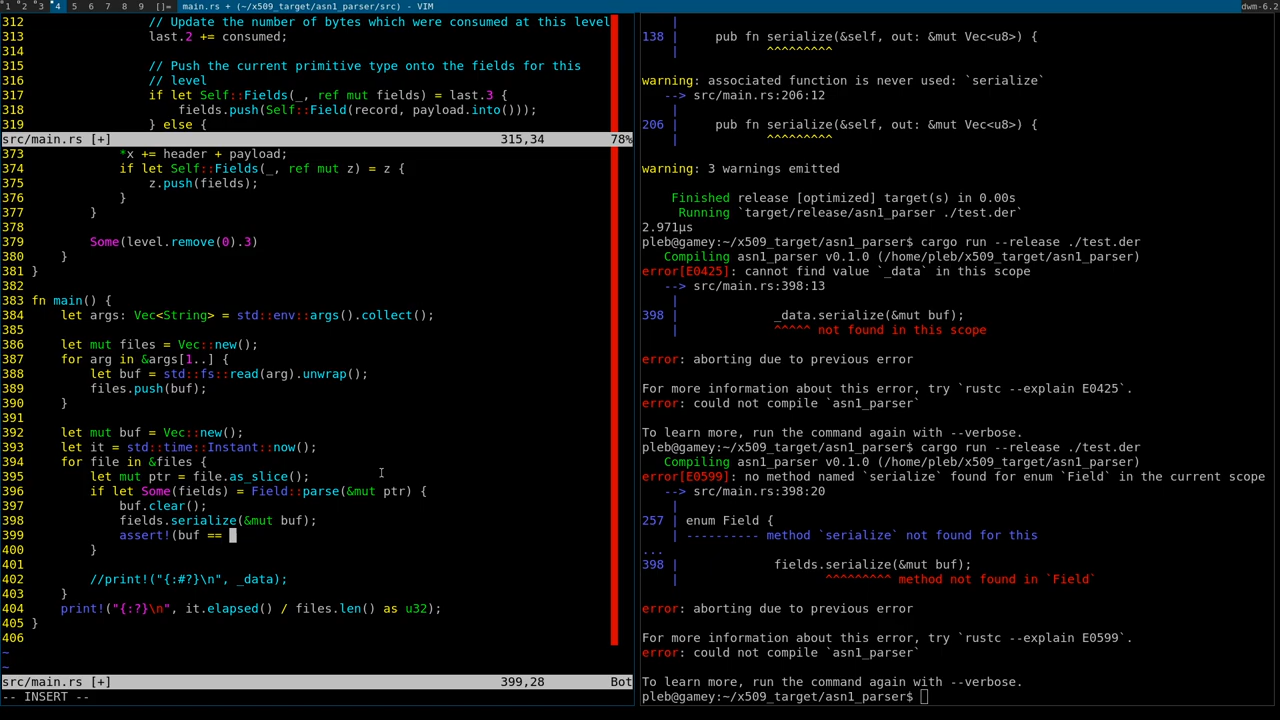 1 2 3 4 5 6 7 8 9 []= main.rs + (~/x509_target/asn1_parser/src) - VIM dwm-6.2
312                 // Update the number of bytes which were consumed at this level
313                 last.2 += consumed;
314
315                 // Push the current primitive type onto the fields for this
316                 // level
317                 if let Self::Fields(_, ref mut fields) = last.3 {
318                     fields.push(Self::Field(record, payload.into()));
319                 } else {
src/main.rs [+] 315,34 78%
373             *x += header + payload;
374             if let Self::Fields(_, ref mut z) = z {
375                 z.push(fields);
376             }
377         }
378
379         Some(level.remove(0).3)
380     }
381 }
382
383 fn main() {
384     let args: Vec<String> = std::env::args().collect();
385
386     let mut files = Vec::new();
387     for arg in &args[1..] {
388         let buf = std::fs::read(arg).unwrap();
389         files.push(buf);
390     }
391
392     let mut buf = Vec::new();
393     let it = std::time::Instant::now();
394     for file in &files {
395         let mut ptr = file.as_slice();
396         if let Some(fields) = Field::parse(&mut ptr) {
397             buf.clear();
398             fields.serialize(&mut buf);
399             assert!(buf ==
400         }
401
402         //print!("{:#?}\n", _data);
403     }
404     print!("{:?}\n", it.elapsed() / files.len() as u32);
405 }
406
~
~
src/main.rs [+] 399,28 Bot
-- INSERT --
|
138 |     pub fn serialize(&self, out: &mut Vec<u8>) {
|            ^^^^^^^^^
warning: associated function is never used: `serialize`
--> src/main.rs:206:12
|
206 |     pub fn serialize(&self, out: &mut Vec<u8>) {
|            ^^^^^^^^^
warning: 3 warnings emitted
Finished release [optimized] target(s) in 0.00s
Running `target/release/asn1_parser ./test.der`
2.971µs
pleb@gamey:~/x509_target/asn1_parser$ cargo run --release ./test.der
Compiling asn1_parser v0.1.0 (/home/pleb/x509_target/asn1_parser)
error[E0425]: cannot find value `_data` in this scope
--> src/main.rs:398:13
|
398 |             _data.serialize(&mut buf);
|             ^^^^^ not found in this scope
error: aborting due to previous error
For more information about this error, try `rustc --explain E0425`.
error: could not compile `asn1_parser`
To learn more, run the command again with --verbose.
pleb@gamey:~/x509_target/asn1_parser$ cargo run --release ./test.der
Compiling asn1_parser v0.1.0 (/home/pleb/x509_target/asn1_parser)
error[E0599]: no method named `serialize` found for enum `Field` in the current scope
--> src/main.rs:398:20
|
257 | enum Field {
| ---------- method `serialize` not found for this
...
398 |             fields.serialize(&mut buf);
|                    ^^^^^^^^^ method not found in `Field`
error: aborting due to previous error
For more information about this error, try `rustc --explain E0599`.
error: could not compile `asn1_parser`
To learn more, run the command again with --verbose.
pleb@gamey:~/x509_target/asn1_parser$